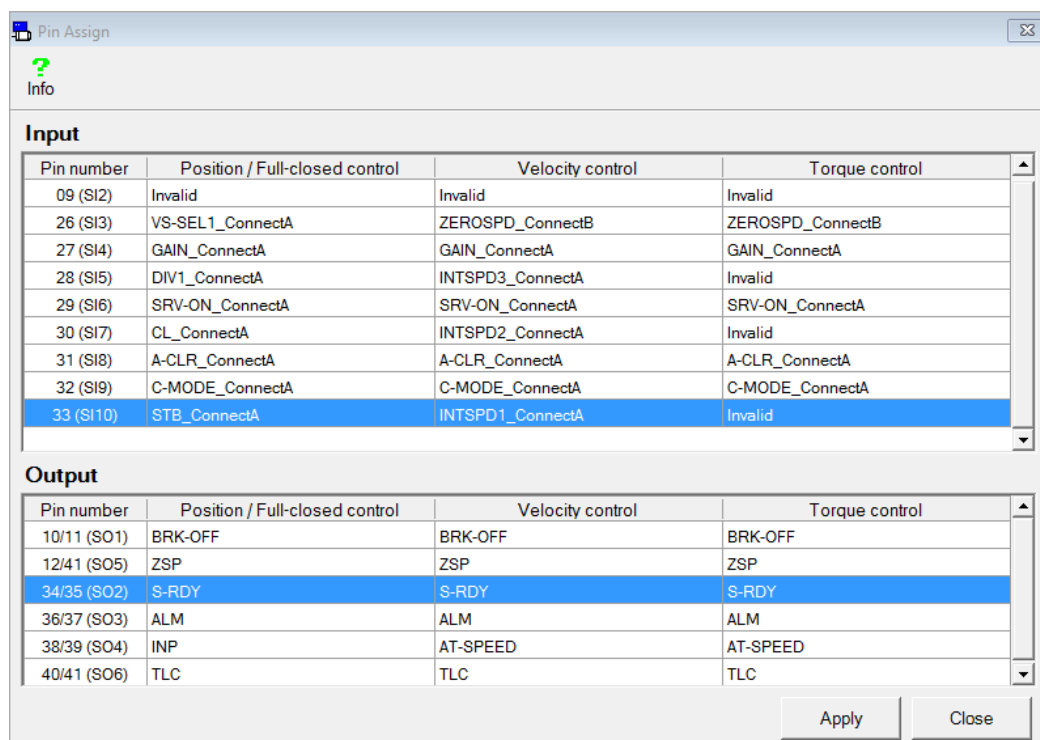 Pin Assign
?
Info
Input
Pin number Position / Full-closed control Velocity control Torque control
09 (SI2) Invalid Invalid Invalid
26 (SI3) VS-SEL1_ConnectA ZEROSPD_ConnectB ZEROSPD_ConnectB
27 (SI4) GAIN_ConnectA GAIN_ConnectA GAIN_ConnectA
28 (SI5) DIV1_ConnectA INTSPD3_ConnectA Invalid
29 (SI6) SRV-ON_ConnectA SRV-ON_ConnectA SRV-ON_ConnectA
30 (SI7) CL_ConnectA INTSPD2_ConnectA Invalid
31 (SI8) A-CLR_ConnectA A-CLR_ConnectA A-CLR_ConnectA
32 (SI9) C-MODE_ConnectA C-MODE_ConnectA C-MODE_ConnectA
33 (SI10) STB_ConnectA INTSPD1_ConnectA Invalid
Output
Pin number Position / Full-closed control Velocity control Torque control
10/11 (SO1) BRK-OFF BRK-OFF BRK-OFF
12/41 (SO5) ZSP ZSP ZSP
34/35 (SO2) S-RDY S-RDY S-RDY
36/37 (SO3) ALM ALM ALM
38/39 (SO4) INP AT-SPEED AT-SPEED
40/41 (SO6) TLC TLC TLC
Apply Close